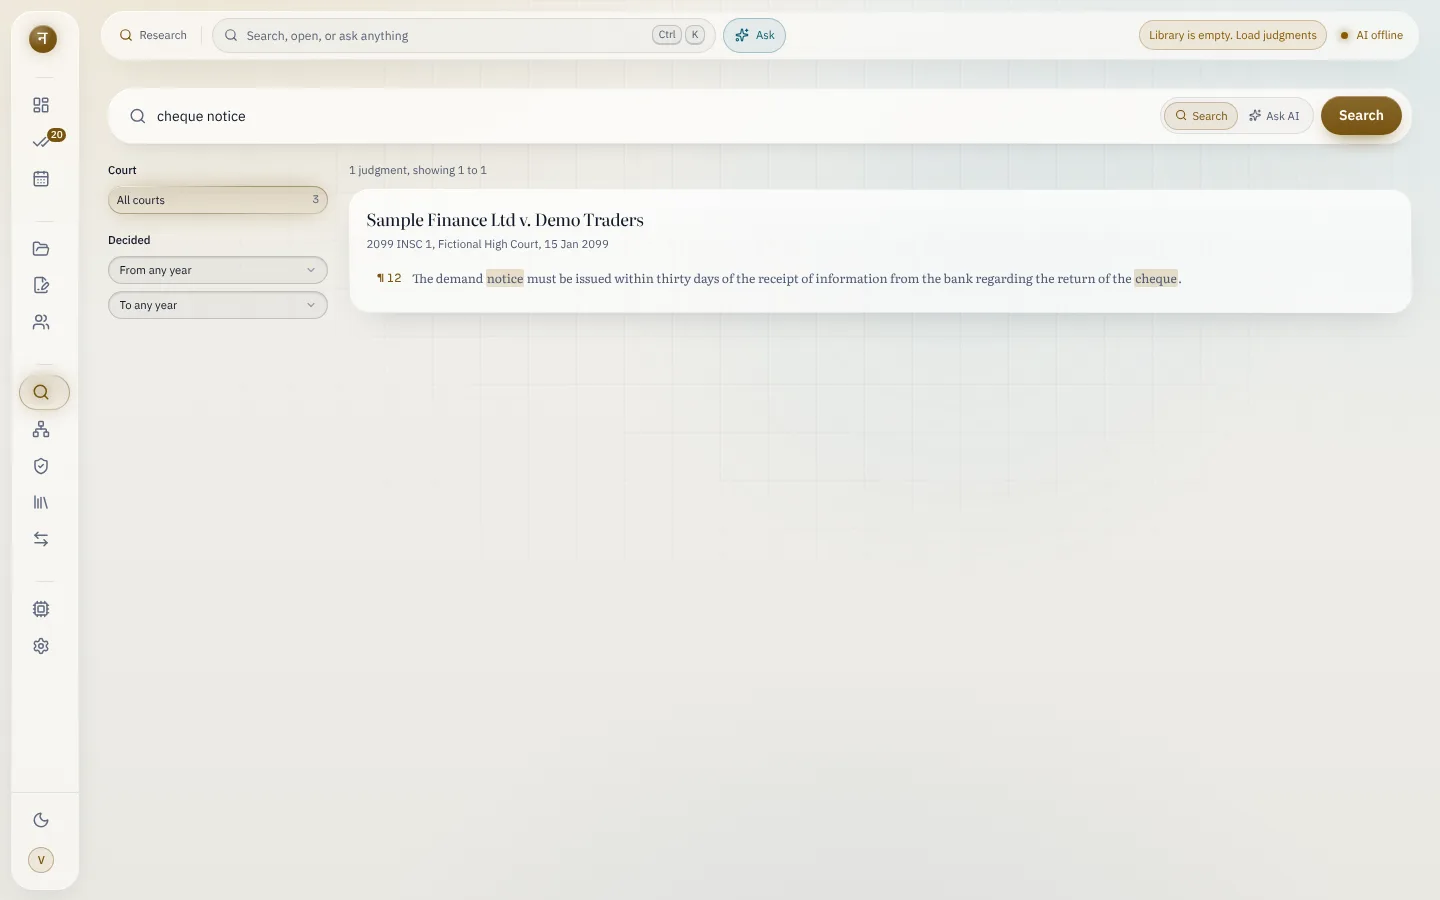 न
Research
Search, open, or ask anything
Ctrl K
Ask
Library is empty. Load judgments
AI offline
20
cheque notice
Search
Ask AI
Search
Court
All courts 3
Decided
From any year
To any year
1 judgment, showing 1 to 1
Sample Finance Ltd v. Demo Traders
2099 INSC 1, Fictional High Court, 15 Jan 2099
¶ 12 The demand notice must be issued within thirty days of the receipt of information from the bank regarding the return of the cheque.
V